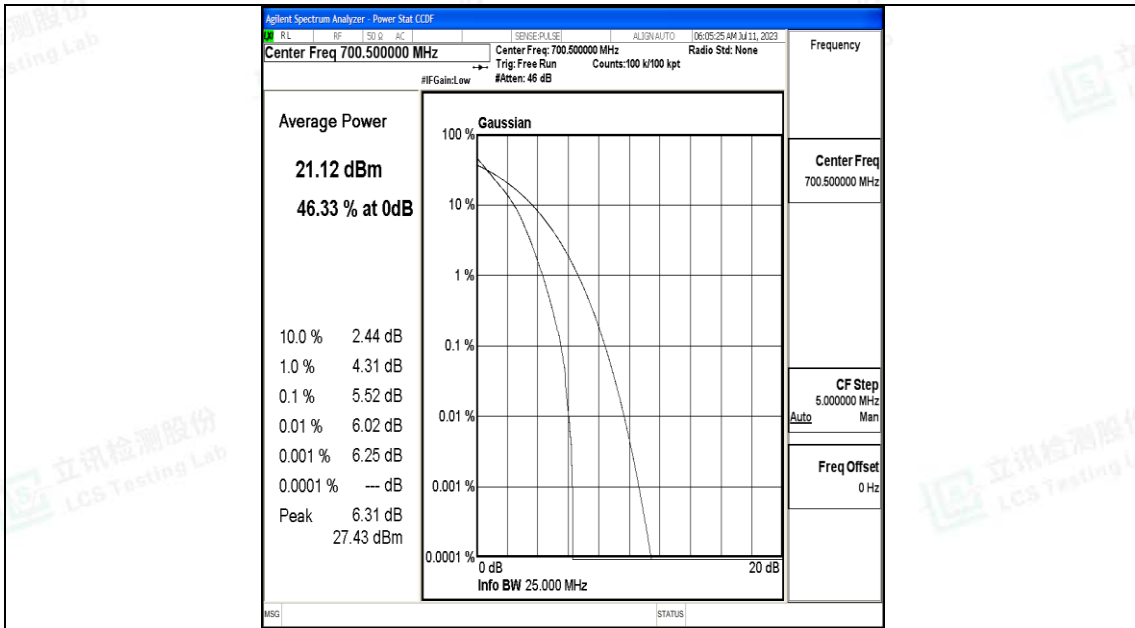 Agilent Spectrum Analyzer - Power Stat CCDF
RL RF 50 Ω AC SENSE:PULSE ALIGN AUTO 06:05:25 AM Jul 11, 2023
Center Freq 700.500000 MHz
Center Freq: 700.500000 MHz Radio Std: None
Trig: Free Run Counts:100 k/100 kpt
#IFGain:Low #Atten: 46 dB
Frequency
Average Power
21.12 dBm
46.33 % at 0dB
10.0 % 2.44 dB
1.0 % 4.31 dB
0.1 % 5.52 dB
0.01 % 6.02 dB
0.001 % 6.25 dB
0.0001 % --- dB
Peak 6.31 dB
27.43 dBm
Gaussian
100 %
10 %
1 %
0.1 %
0.01 %
0.001 %
0.0001 %
0 dB 20 dB
Info BW 25.000 MHz
Center Freq
700.500000 MHz
CF Step
5.000000 MHz
Auto Man
Freq Offset
0 Hz
MSG STATUS
立讯检测股份
LCS Testing Lab
立讯检测股份